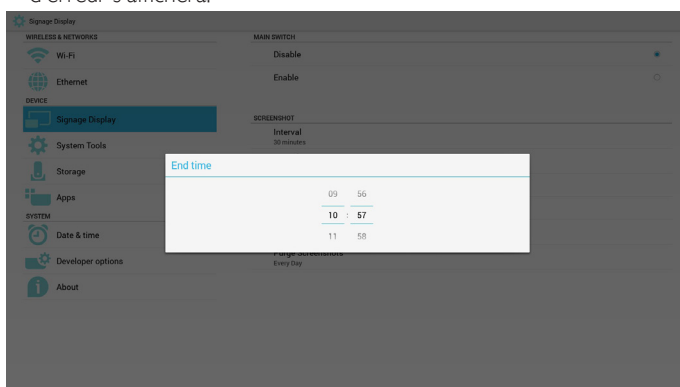 Signage Display
WIRELESS & NETWORKS
Wi-Fi
Ethernet
DEVICE
Signage Display
System Tools
Storage
Apps
SYSTEM
Date & time
Developer options
About
MAIN SWITCH
Disable
Enable
SCREENSHOT
Interval
30 minutes
End time
09 56
10 : 57
11 58
Purge Screenshots
Every Day